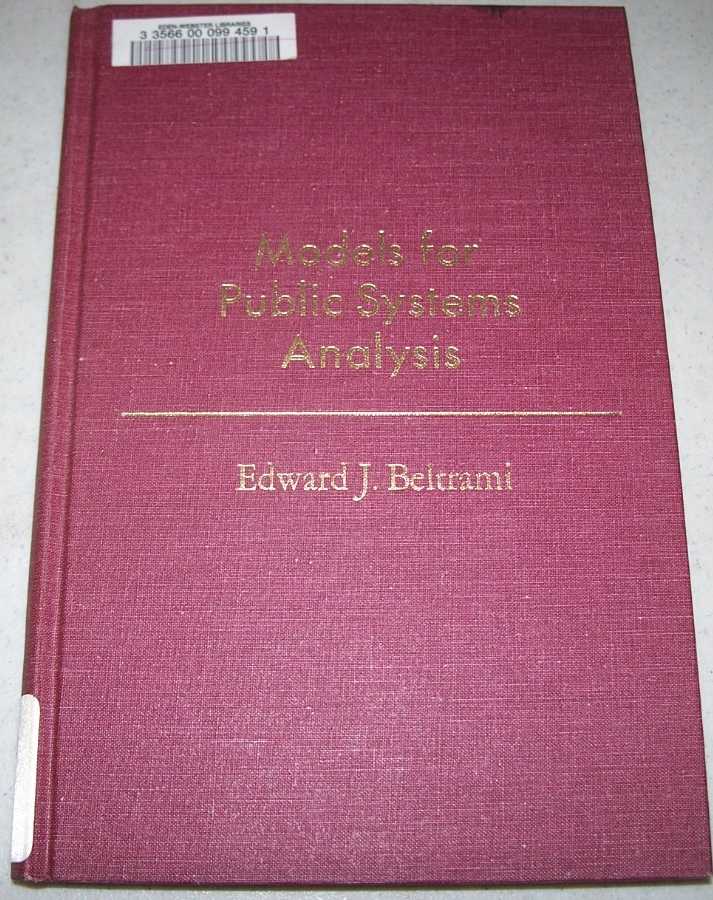 EDEN-WEBSTER LIBRARIES
3 3566 00 099 459 1
Models for
Public Systems
Analysis
Edward J. Beltrami